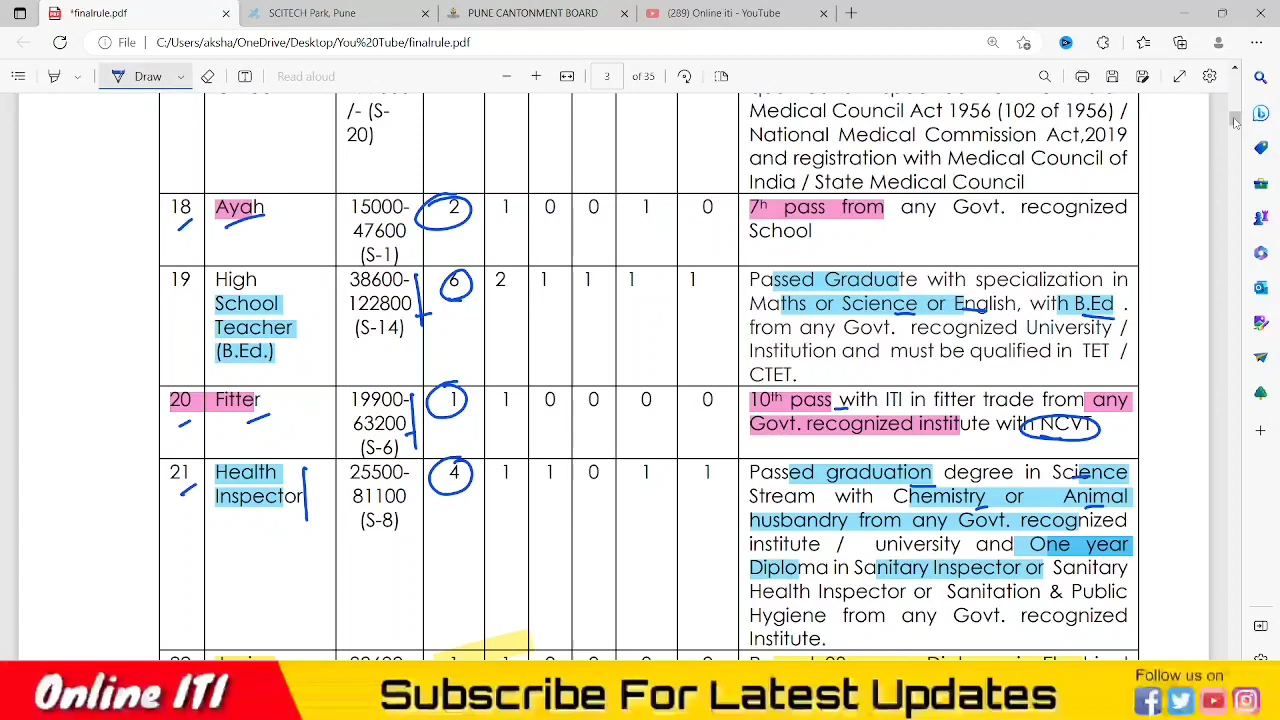 *finalrule.pdf
SCITECH Park, Pune
PUNE CANTONMENT BOARD
(289) Online iti - YouTube
File C:/Users/aksha/OneDrive/Desktop/You%20Tube/finalrule.pdf
Draw
Read aloud
3 of 35
/- (S-
20)
Medical Council Act 1956 (102 of 1956) /
National Medical Commission Act,2019
and registration with Medical Council of
India / State Medical Council
18 Ayah 15000-
47600
(S-1)
2 1 0 0 1 0
7h pass from any Govt. recognized
School
19 High
School
Teacher
(B.Ed.)
38600-
122800
(S-14)
6 2 1 1 1 1
Passed Graduate with specialization in
Maths or Science or English, with B.Ed .
from any Govt. recognized University /
Institution and must be qualified in TET /
CTET.
20 Fitter 19900-
63200
(S-6)
1 1 0 0 0 0
10th pass with ITI in fitter trade from any
Govt. recognized institute with NCVT
21 Health
Inspector
25500-
81100
(S-8)
4 1 1 0 1 1
Passed graduation degree in Science
Stream with Chemistry or Animal
husbandry from any Govt. recognized
institute / university and One year
Diploma in Sanitary Inspector or Sanitary
Health Inspector or Sanitation & Public
Hygiene from any Govt. recognized
Institute.
Online ITI
Subscribe For Latest Updates
Follow us on